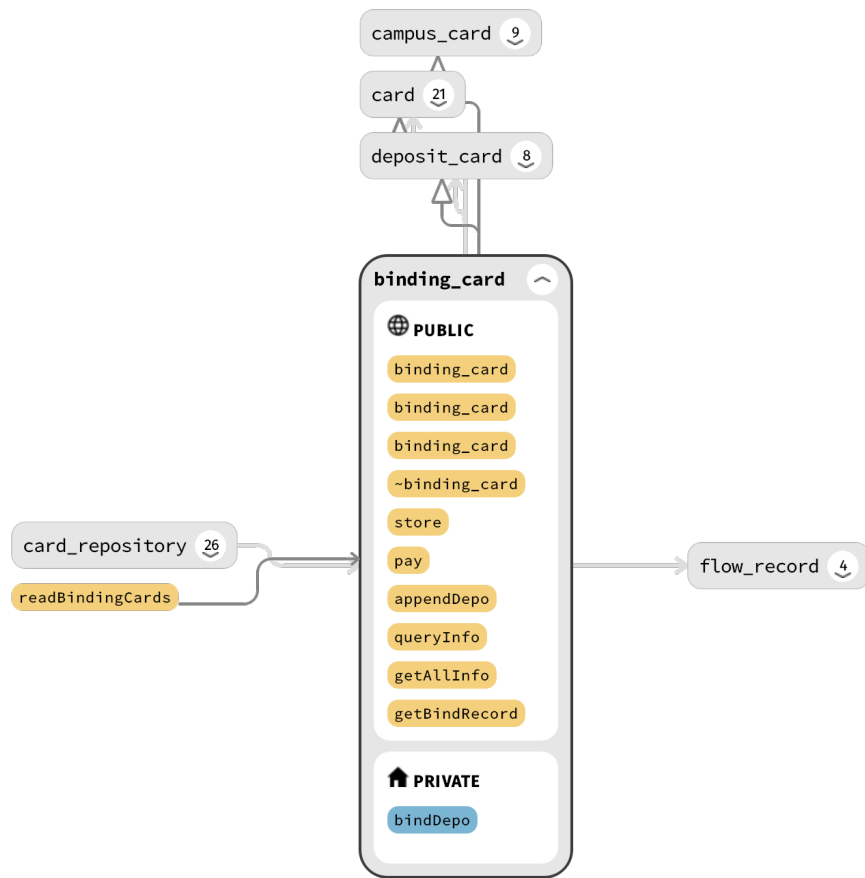 campus_card 9
card 21
deposit_card 8
binding_card
PUBLIC
binding_card
binding_card
binding_card
~binding_card
store
pay
appendDepo
queryInfo
getAllInfo
getBindRecord
PRIVATE
bindDepo
card_repository 26
readBindingCards
flow_record 4